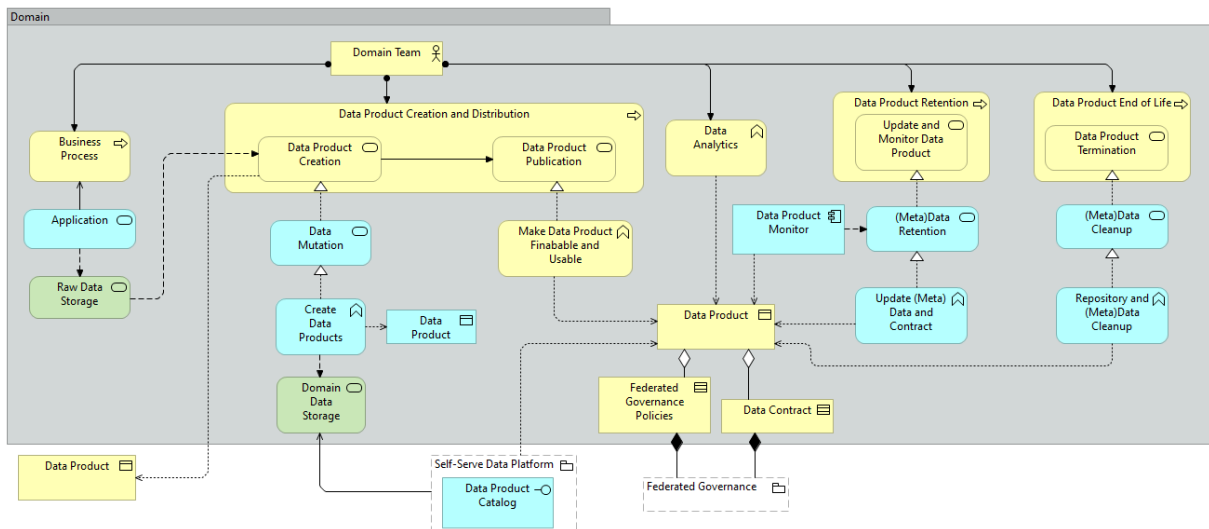 Domain
Domain Team
Data Product Creation and Distribution
Data Product Retention
Data Product End of Life
Business
Process
Data Product
Creation
Data Product
Publication
Data
Analytics
Update and
Monitor Data
Product
Data Product
Termination
Application
Data
Mutation
Make Data Product
Finabable and
Usable
Data Product
Monitor
(Meta)Data
Retention
(Meta)Data
Cleanup
Raw Data
Storage
Create
Data
Products
Data
Product
Data Product
Update (Meta)
Data and
Contract
Repository and
(Meta)Data
Cleanup
Domain
Data
Storage
Federated
Governance
Policies
Data Contract
Data Product
Self-Serve Data Platform
Data Product
Catalog
Federated Governance